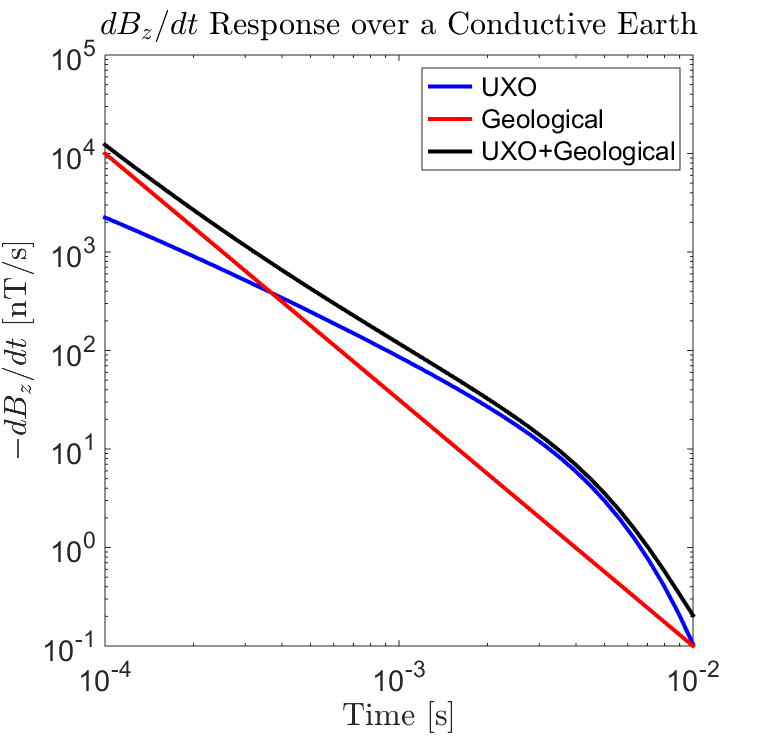 dB_z/dt Response over a Conductive Earth
10^5
10^4
10^3
10^2
10^1
10^0
10^-1
-dB_z/dt [nT/s]
UXO
Geological
UXO+Geological
10^-4
10^-3
10^-2
Time [s]